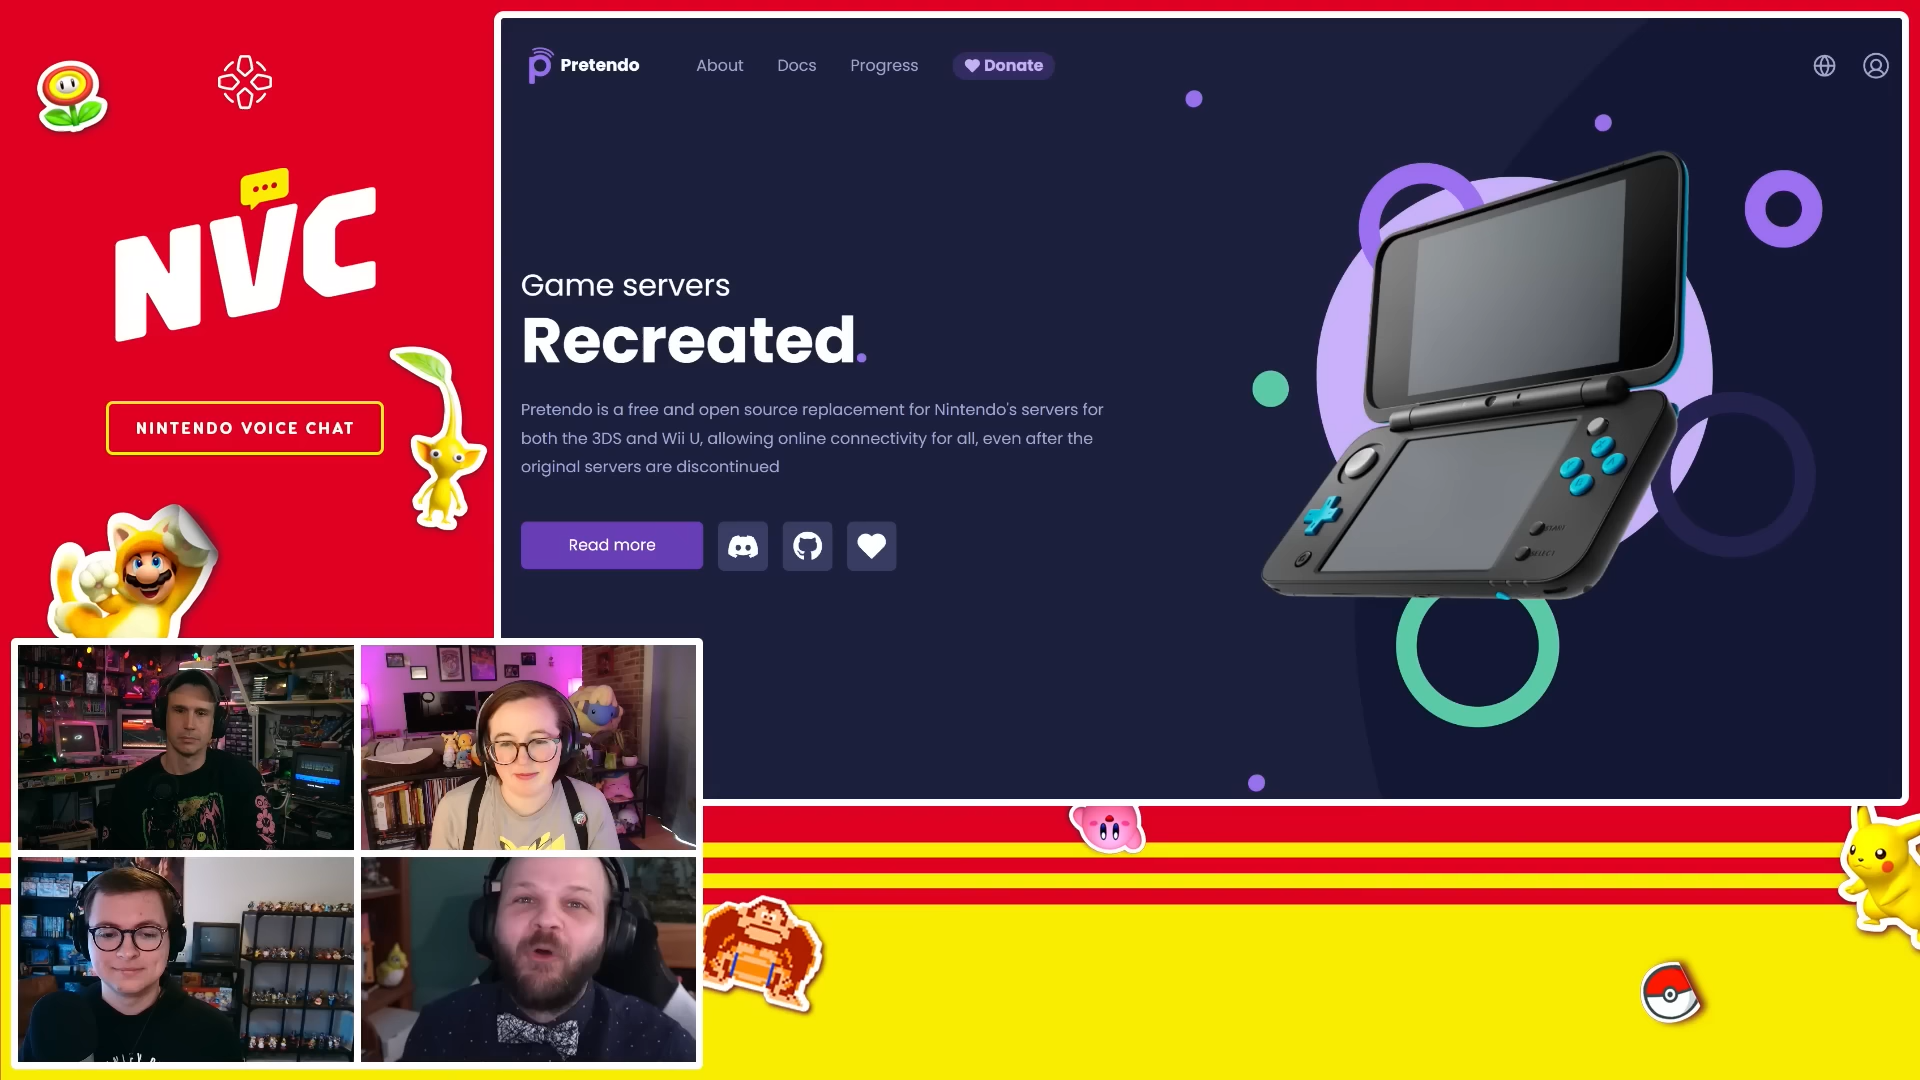 NVC
NINTENDO VOICE CHAT
Pretendo
About
Docs
Progress
Donate
Game servers
Recreated.
Pretendo is a free and open source replacement for Nintendo's servers for
both the 3DS and Wii U, allowing online connectivity for all, even after the
original servers are discontinued
Read more